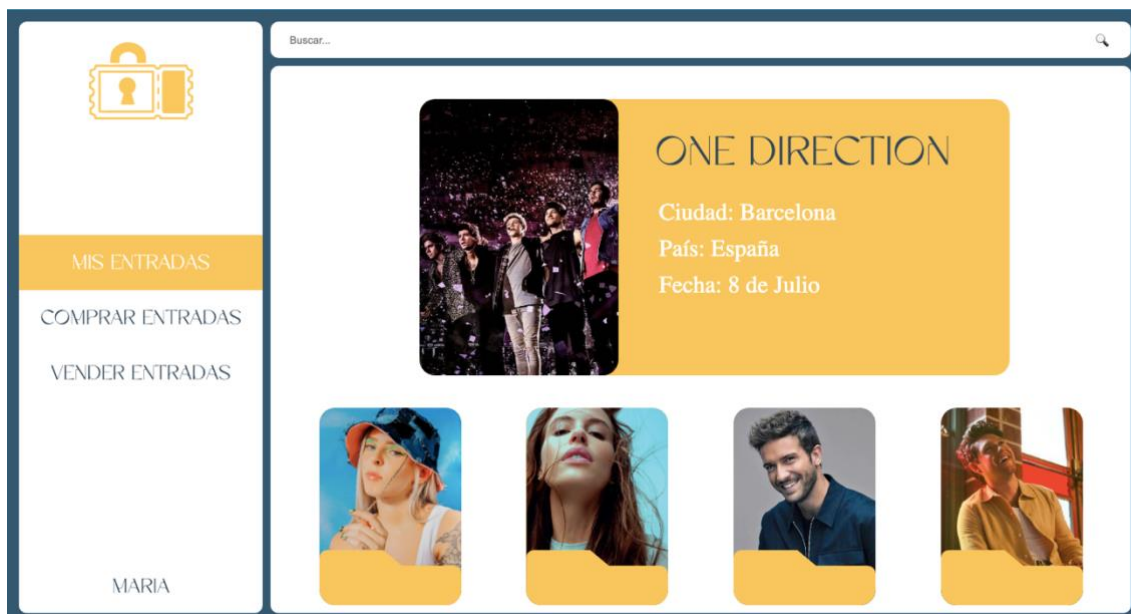 Buscar...
MIS ENTRADAS
COMPRAR ENTRADAS
VENDER ENTRADAS
MARIA
ONE DIRECTION
Ciudad: Barcelona
País: España
Fecha: 8 de Julio